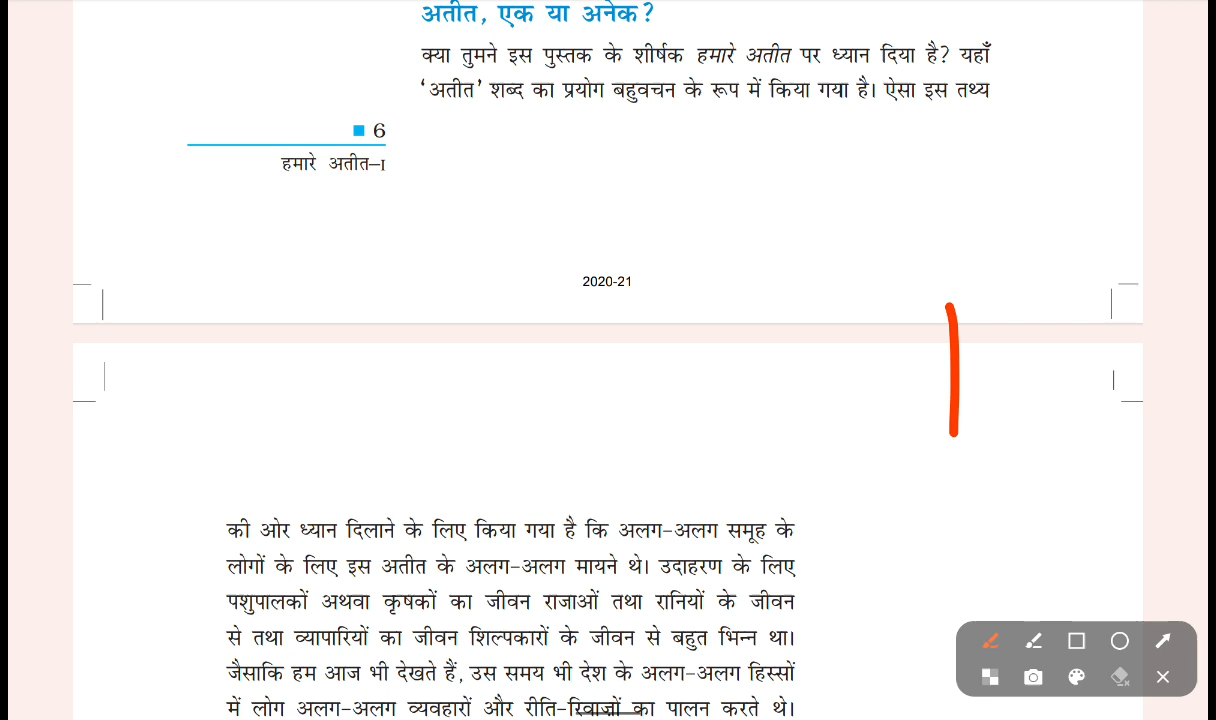 अतीत, एक या अनेक?
क्या तुमने इस पुस्तक के शीर्षक हमारे अतीत पर ध्यान दिया है? यहाँ
‘अतीत’ शब्द का प्रयोग बहुवचन के रूप में किया गया है। ऐसा इस तथ्य
■ 6
हमारे अतीत–I
2020-21
की ओर ध्यान दिलाने के लिए किया गया है कि अलग-अलग समूह के
लोगों के लिए इस अतीत के अलग-अलग मायने थे। उदाहरण के लिए
पशुपालकों अथवा कृषकों का जीवन राजाओं तथा रानियों के जीवन
से तथा व्यापारियों का जीवन शिल्पकारों के जीवन से बहुत भिन्न था।
जैसाकि हम आज भी देखते हैं, उस समय भी देश के अलग-अलग हिस्सों
में लोग अलग-अलग व्यवहारों और रीति-रिवाजों का पालन करते थे।